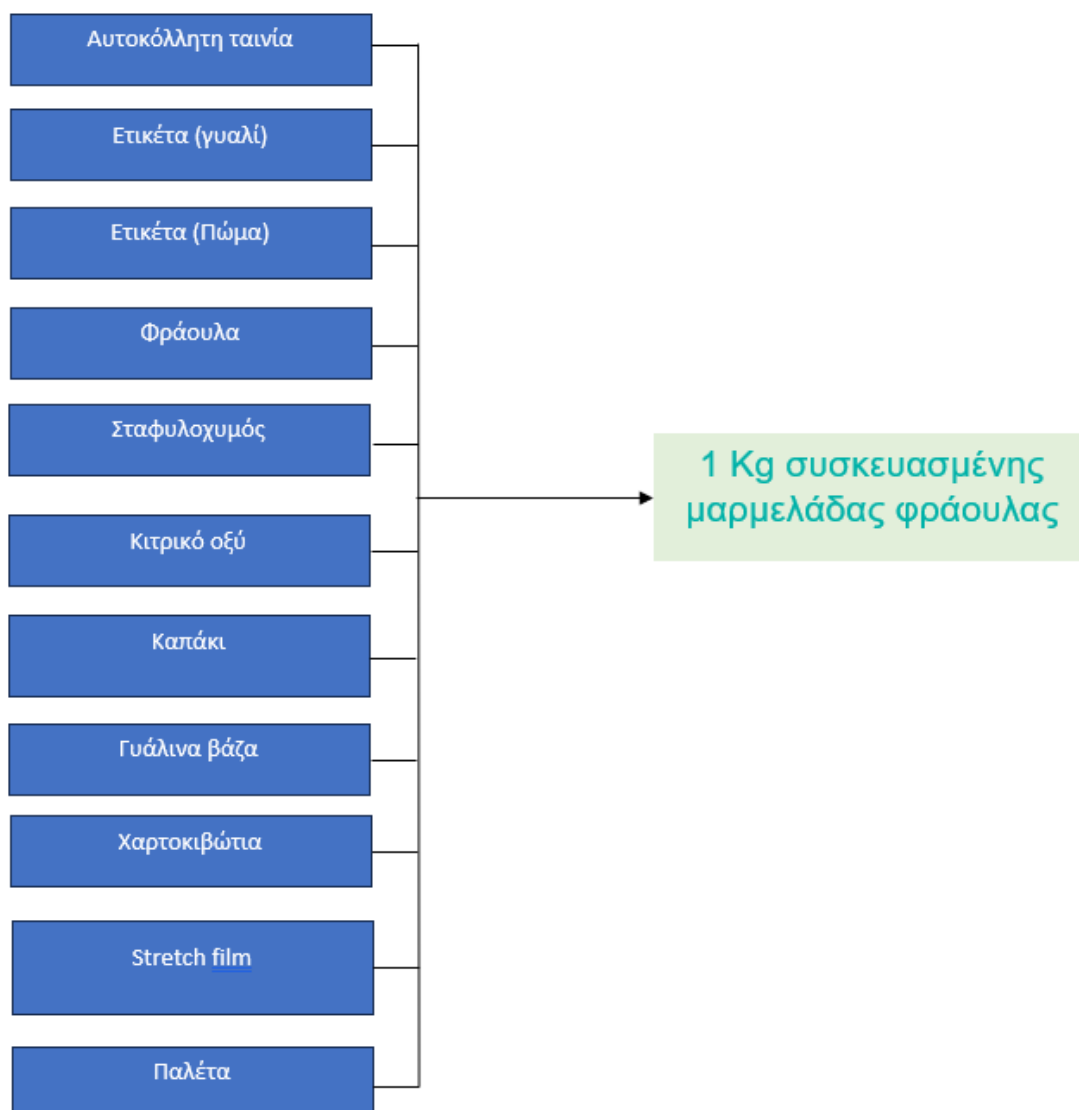 Αυτοκόλλητη ταινία
Ετικέτα (γυαλί)
Ετικέτα (Πώμα)
Φράουλα
Σταφυλοχυμός
Κιτρικό οξύ
Καπάκι
Γυάλινα βάζα
Χαρτοκιβώτια
Stretch film
Παλέτα
1 Kg συσκευασμένης
μαρμελάδας φράουλας